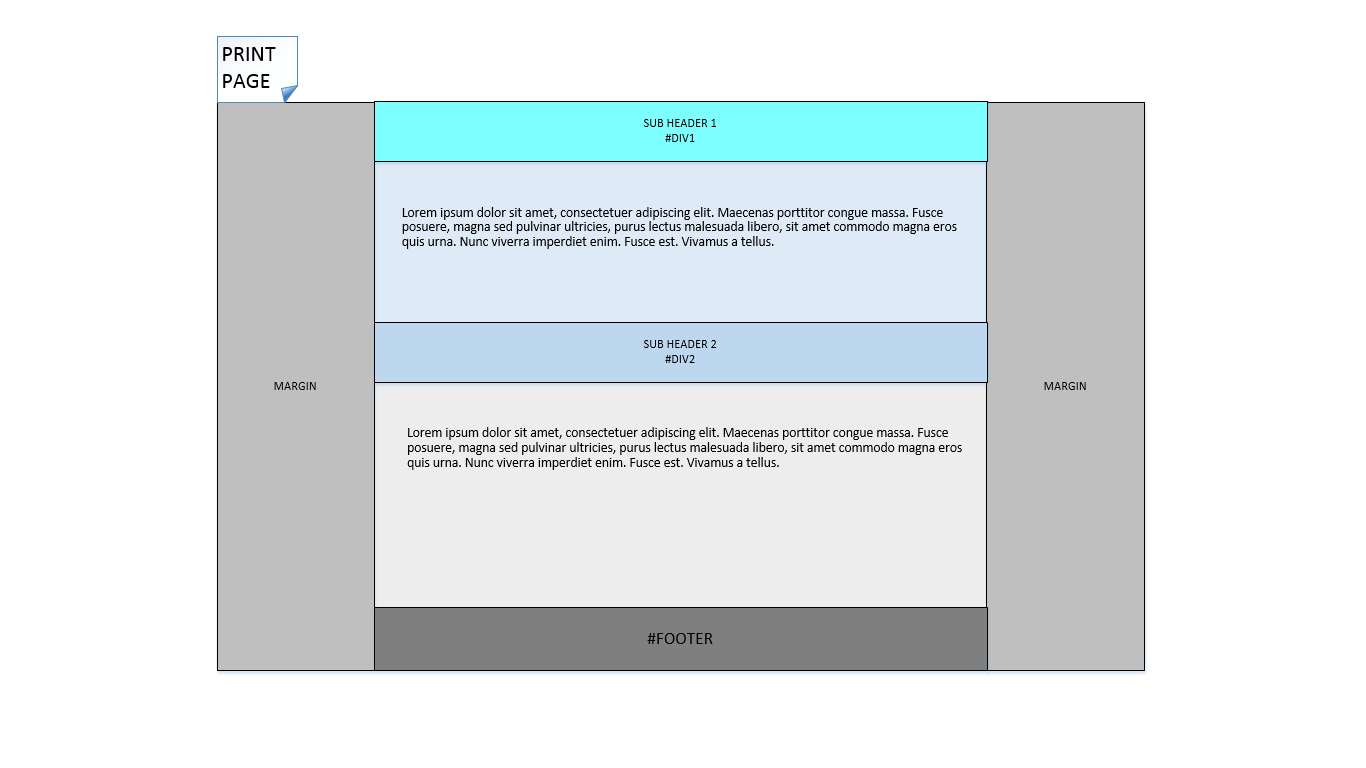 PRINT
PAGE
SUB HEADER 1
#DIV1
Lorem ipsum dolor sit amet, consectetuer adipiscing elit. Maecenas porttitor congue massa. Fusce
posuere, magna sed pulvinar ultricies, purus lectus malesuada libero, sit amet commodo magna eros
quis urna. Nunc viverra imperdiet enim. Fusce est. Vivamus a tellus.
SUB HEADER 2
#DIV2
MARGIN
MARGIN
Lorem ipsum dolor sit amet, consectetuer adipiscing elit. Maecenas porttitor congue massa. Fusce
posuere, magna sed pulvinar ultricies, purus lectus malesuada libero, sit amet commodo magna eros
quis urna. Nunc viverra imperdiet enim. Fusce est. Vivamus a tellus.
#FOOTER